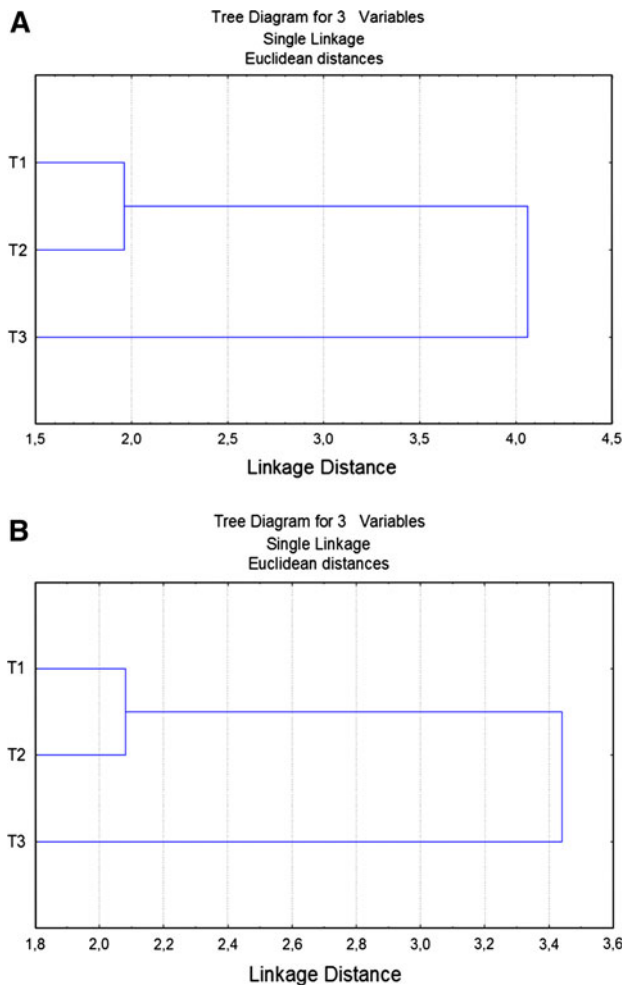 A
Tree Diagram for 3 Variables
Single Linkage
Euclidean distances
T1
T2
T3
1,5 2,0 2,5 3,0 3,5 4,0 4,5
Linkage Distance
B
Tree Diagram for 3 Variables
Single Linkage
Euclidean distances
T1
T2
T3
1,8 2,0 2,2 2,4 2,6 2,8 3,0 3,2 3,4 3,6
Linkage Distance